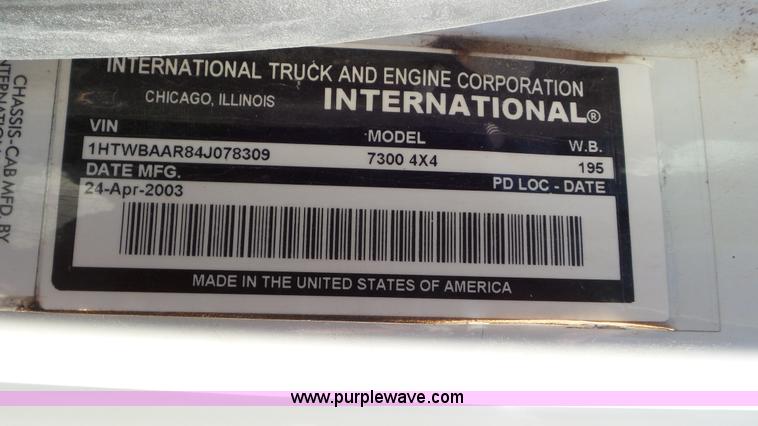 INTERNATIONAL TRUCK AND ENGINE CORPORATION
CHICAGO, ILLINOIS INTERNATIONAL®
VIN MODEL W.B.
1HTWBAAR84J078309 7300 4X4 195
DATE MFG. PD LOC - DATE
24-Apr-2003
MADE IN THE UNITED STATES OF AMERICA
CHASSIS-CAB MFD. BY
INTERNATIONAL
www.purplewave.com